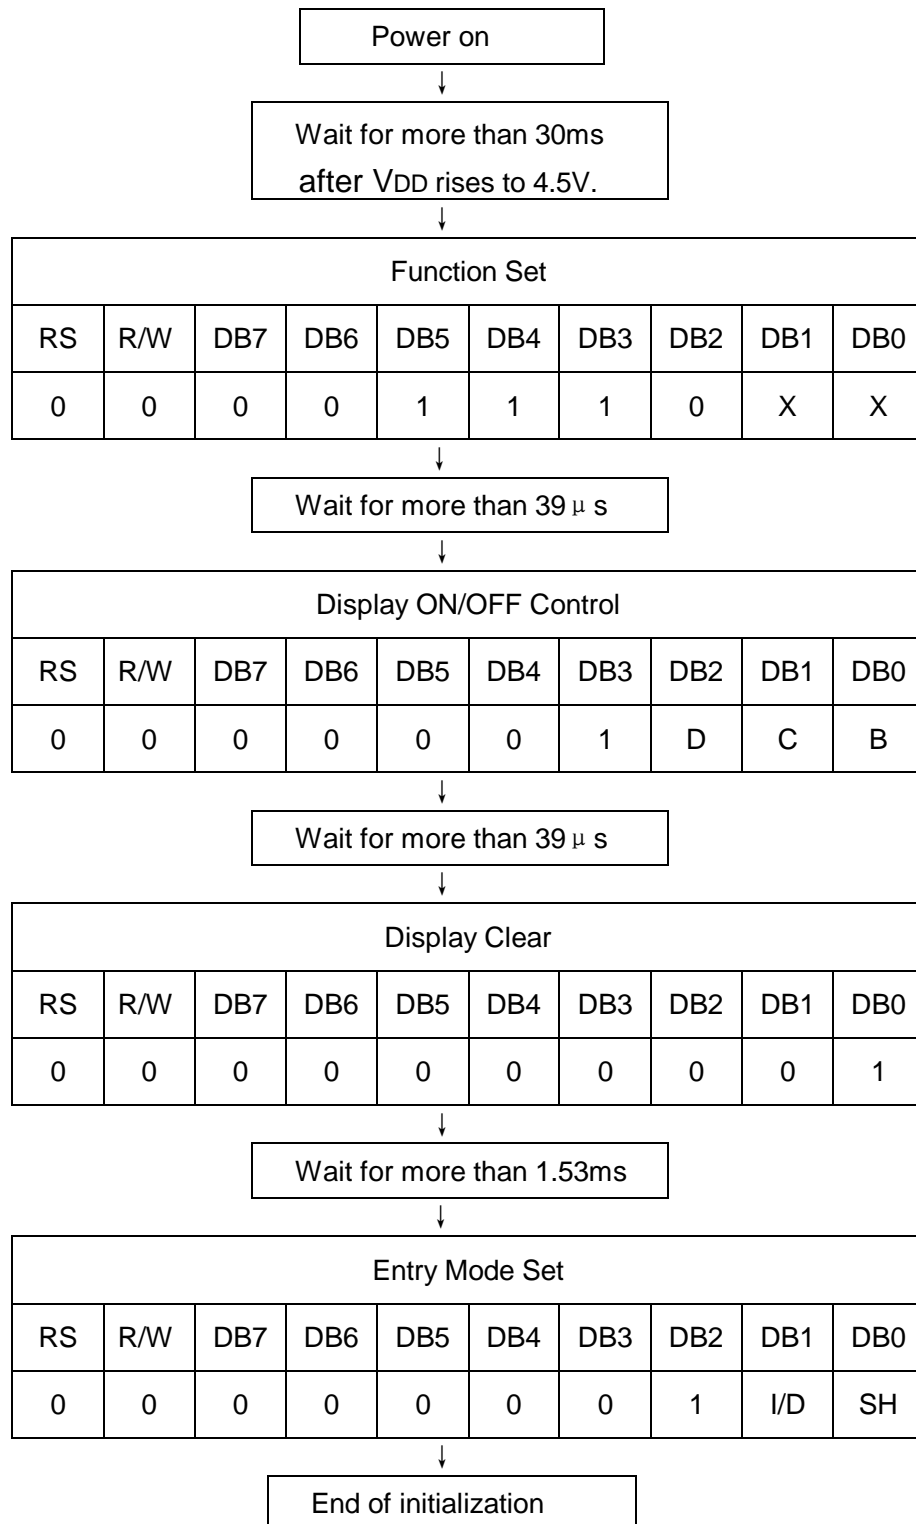 Power on
Wait for more than 30ms
after VDD rises to 4.5V.
Function Set
RS R/W DB7 DB6 DB5 DB4 DB3 DB2 DB1 DB0
0 0 0 0 1 1 1 0 X X
Wait for more than 39μs
Display ON/OFF Control
RS R/W DB7 DB6 DB5 DB4 DB3 DB2 DB1 DB0
0 0 0 0 0 0 1 D C B
Wait for more than 39μs
Display Clear
RS R/W DB7 DB6 DB5 DB4 DB3 DB2 DB1 DB0
0 0 0 0 0 0 0 0 0 1
Wait for more than 1.53ms
Entry Mode Set
RS R/W DB7 DB6 DB5 DB4 DB3 DB2 DB1 DB0
0 0 0 0 0 0 0 1 I/D SH
End of initialization